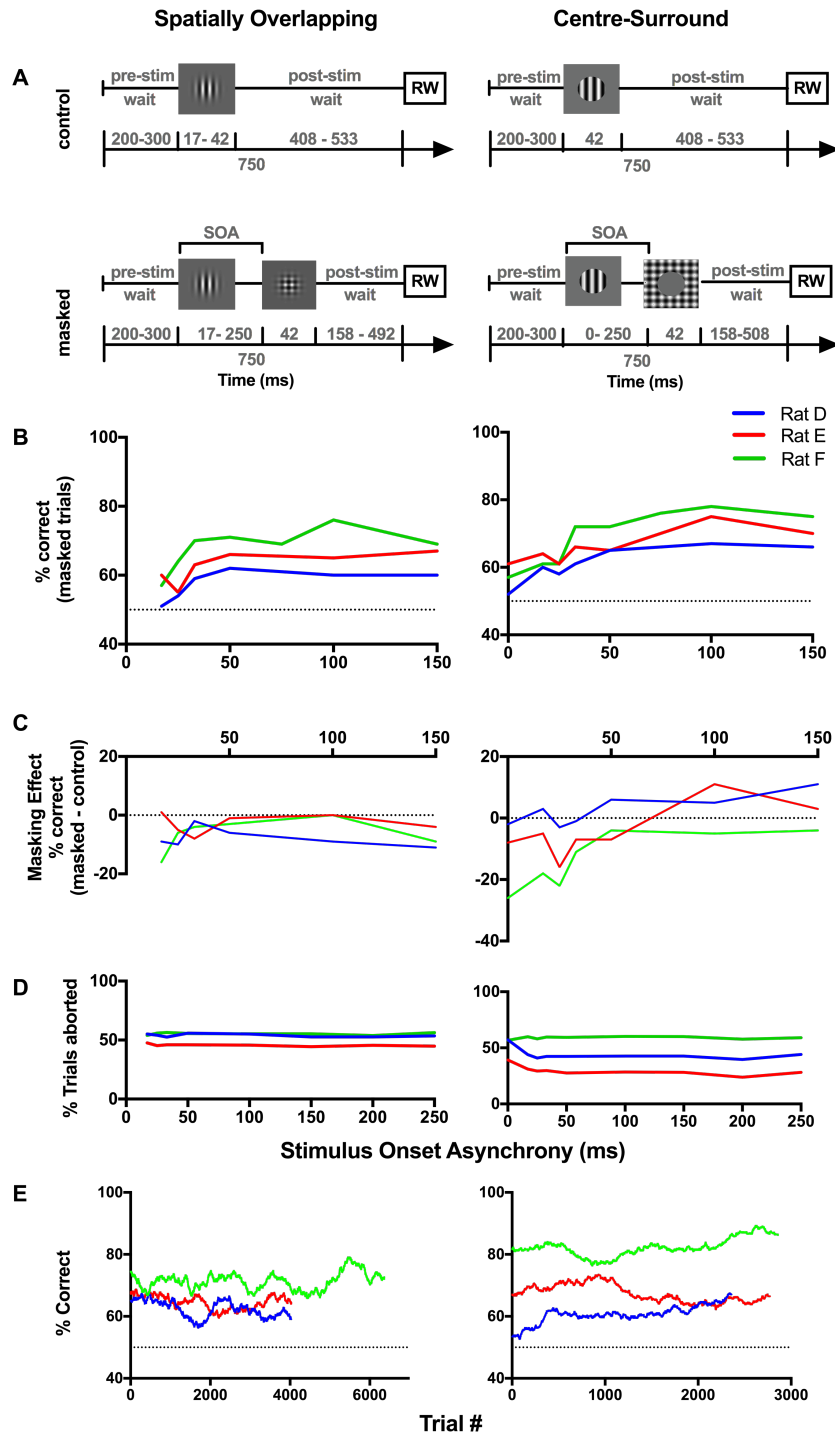 Spatially Overlapping
Centre-Surround
A
control
pre-stim
wait
post-stim
wait
RW
200-300
17- 42
408 - 533
750
pre-stim
wait
post-stim
wait
RW
200-300
42
408 - 533
750
masked
SOA
pre-stim
wait
post-stim
wait
RW
200-300
17- 250
42
158 - 492
750
Time (ms)
SOA
pre-stim
wait
post-stim
wait
RW
200-300
0- 250
42
158-508
750
Time (ms)
B
% correct
(masked trials)
100
80
60
40
0
50
100
150
100
80
60
40
0
50
100
150
Rat D
Rat E
Rat F
C
Masking Effect
% correct
(masked - control)
50
100
150
20
0
-20
50
100
150
20
0
-20
-40
D
% Trials aborted
100
50
0
0
50
100
150
200
250
100
50
0
0
50
100
150
200
250
Stimulus Onset Asynchrony (ms)
E
% Correct
100
80
60
40
0
2000
4000
6000
100
80
60
40
0
1000
2000
3000
Trial #